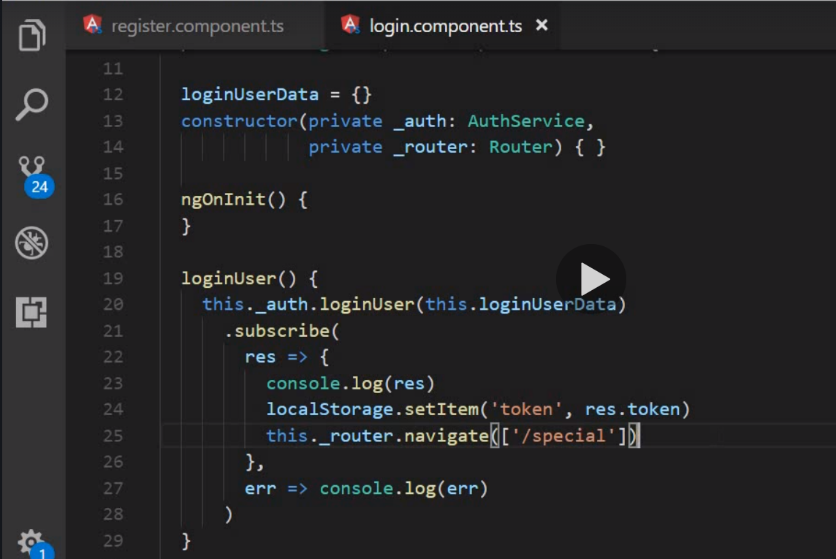 register.component.ts login.component.ts ×
11
12 loginUserData = {}
13 constructor(private _auth: AuthService,
14 private _router: Router) { }
15
16 ngOnInit() {
17 }
18
19 loginUser() {
20 this._auth.loginUser(this.loginUserData)
21 .subscribe(
22 res => {
23 console.log(res)
24 localStorage.setItem('token', res.token)
25 this._router.navigate(['/special'])
26 },
27 err => console.log(err)
28 )
29 }
24
1